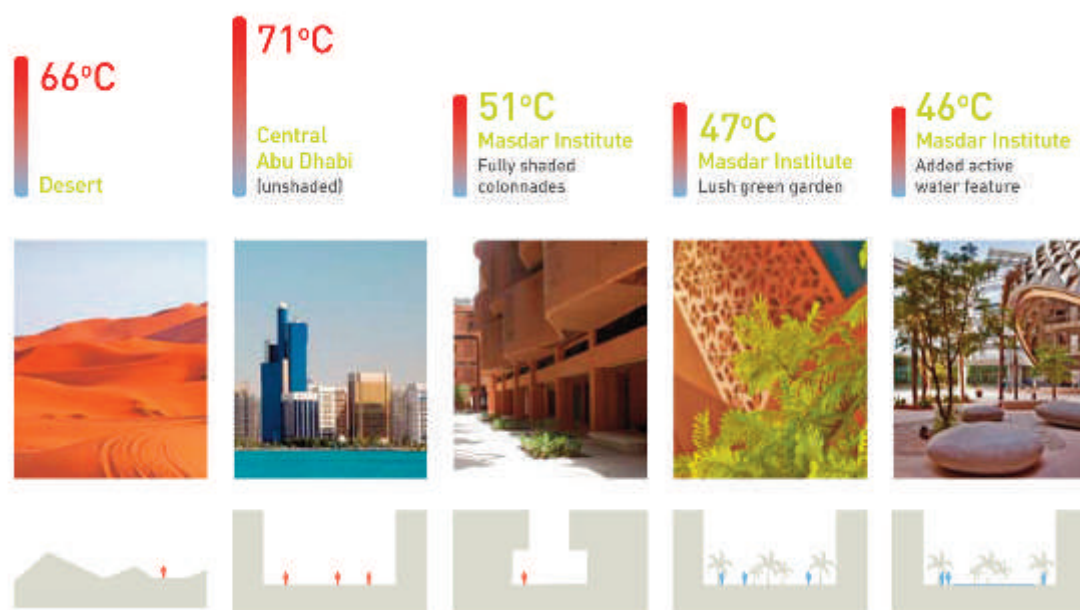 66°C
Desert
71°C
Central
Abu Dhabi
(unshaded)
51°C
Masdar Institute
Fully shaded
colonnades
47°C
Masdar Institute
Lush green garden
46°C
Masdar Institute
Added active
water feature